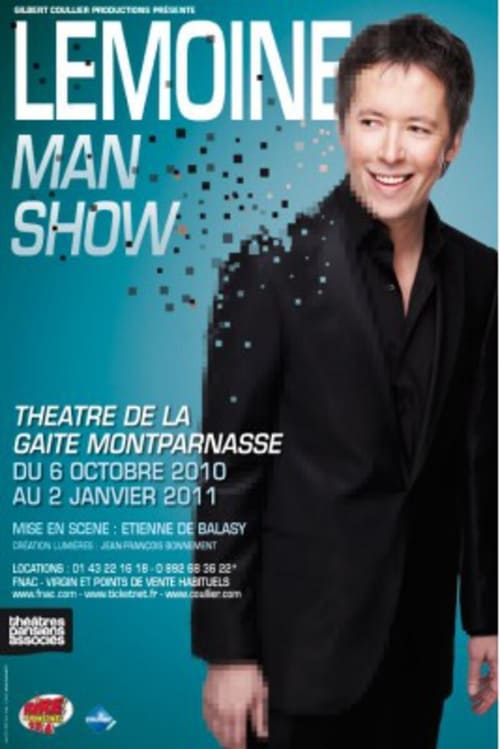 GILBERT COULLIER PRODUCTIONS PRÉSENTE
LEMOINE
MAN
SHOW
THEATRE DE LA
GAITE MONTPARNASSE
DU 6 OCTOBRE 2010
AU 2 JANVIER 2011
MISE EN SCENE : ETIENNE DE BALASY
CRÉATION LUMIÈRES : JEAN-FRANÇOIS BONNEMENT
LOCATIONS : 01 43 22 16 18 - 0 892 68 36 22*
FNAC - VIRGIN ET POINTS DE VENTE HABITUELS
www.fnac.com - www.ticketnet.fr - www.coullier.com
théâtres
parisiens
associés
RIRE